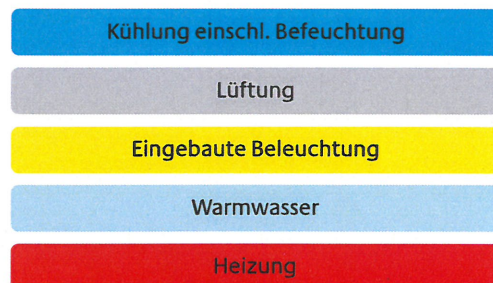 Kühlung einschl. Befeuchtung
Lüftung
Eingebaute Beleuchtung
Warmwasser
Heizung